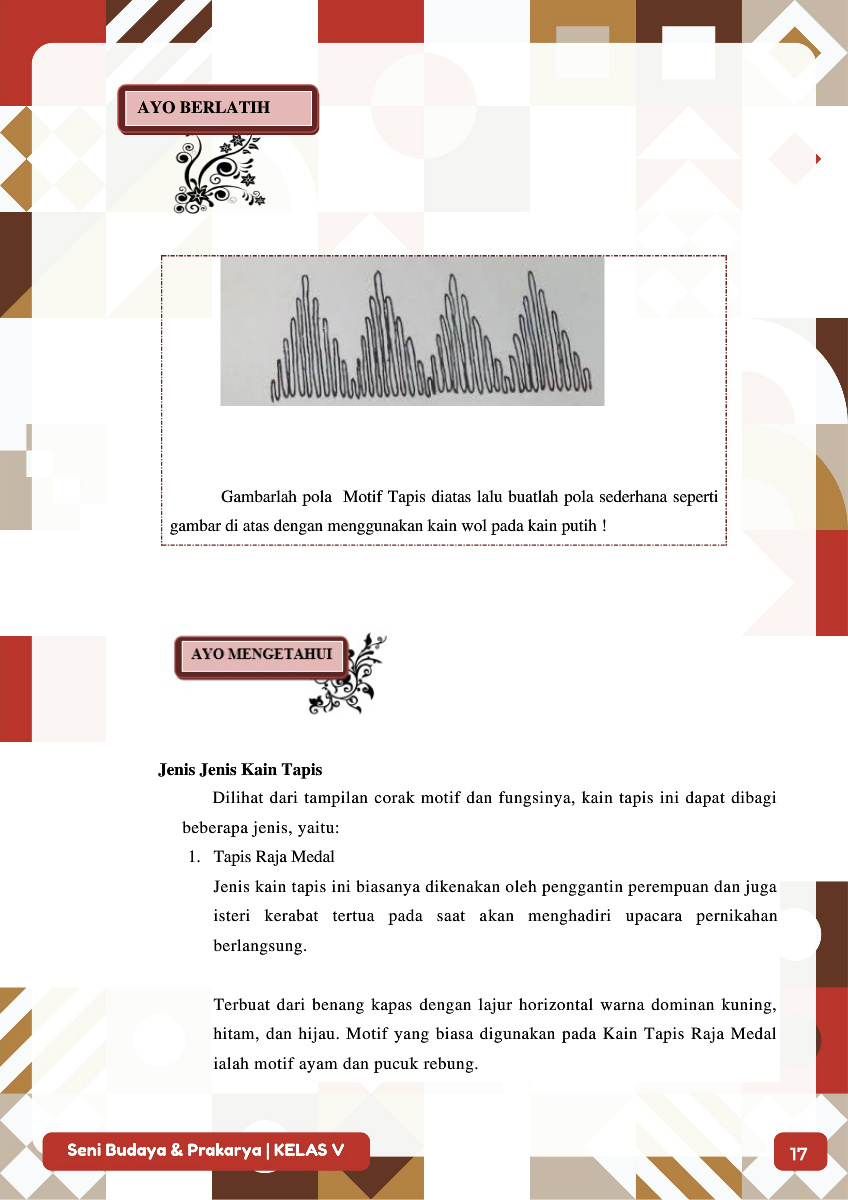 AYO BERLATIH
Gambarlah pola  Motif Tapis diatas lalu buatlah pola sederhana seperti
gambar di atas dengan menggunakan kain wol pada kain putih !
AYO MENGETAHUI
Jenis Jenis Kain Tapis
Dilihat dari tampilan corak motif dan fungsinya, kain tapis ini dapat dibagi
beberapa jenis, yaitu:
1. Tapis Raja Medal
Jenis kain tapis ini biasanya dikenakan oleh penggantin perempuan dan juga
isteri kerabat tertua pada saat akan menghadiri upacara pernikahan
berlangsung.
Terbuat dari benang kapas dengan lajur horizontal warna dominan kuning,
hitam, dan hijau. Motif yang biasa digunakan pada Kain Tapis Raja Medal
ialah motif ayam dan pucuk rebung.
Seni Budaya & Prakarya | KELAS V
17